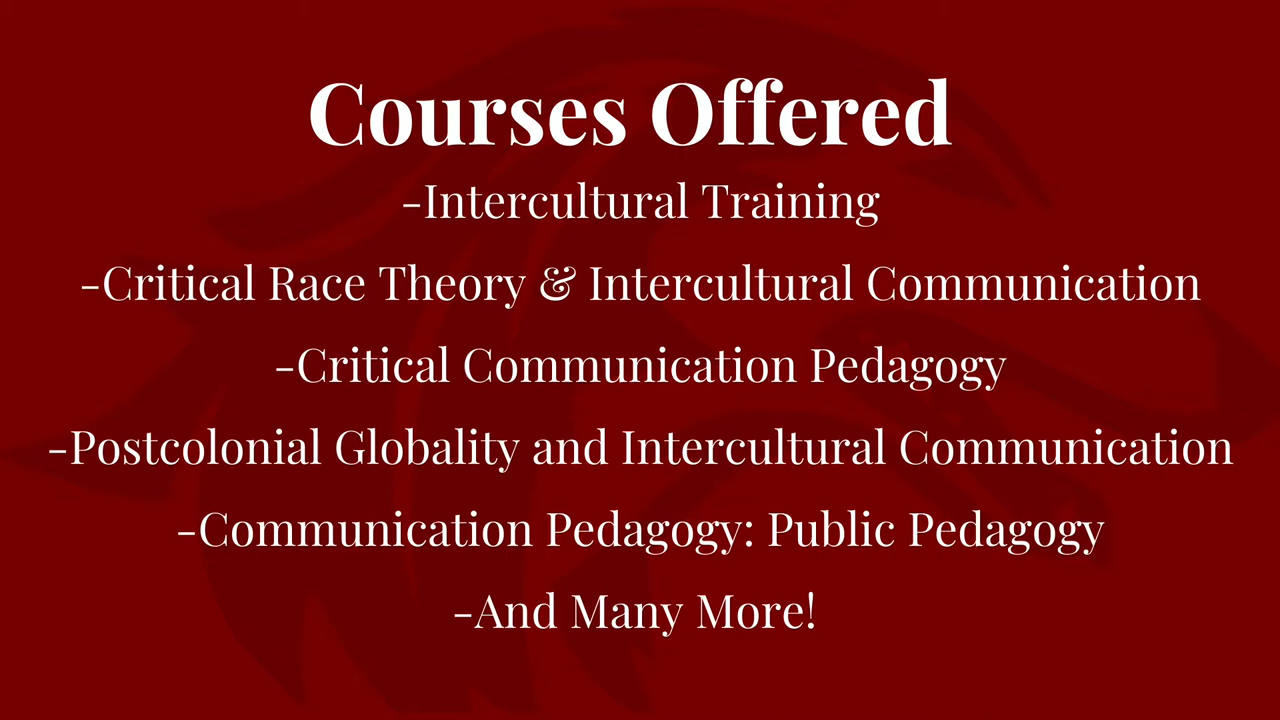 Courses Offered
-Intercultural Training
-Critical Race Theory & Intercultural Communication
-Critical Communication Pedagogy
-Postcolonial Globality and Intercultural Communication
-Communication Pedagogy: Public Pedagogy
-And Many More!